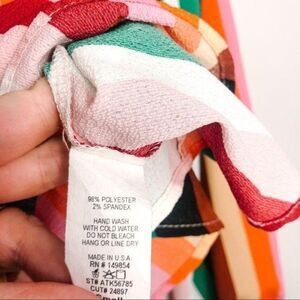 98% POLYESTER
2% SPANDEX
HAND WASH
WITH COLD WATER
DO NOT BLEACH
HANG OR LINE DRY
MADE IN U.S.A
RN # 149854
ST# ATK56785
CUT# 24897
Small